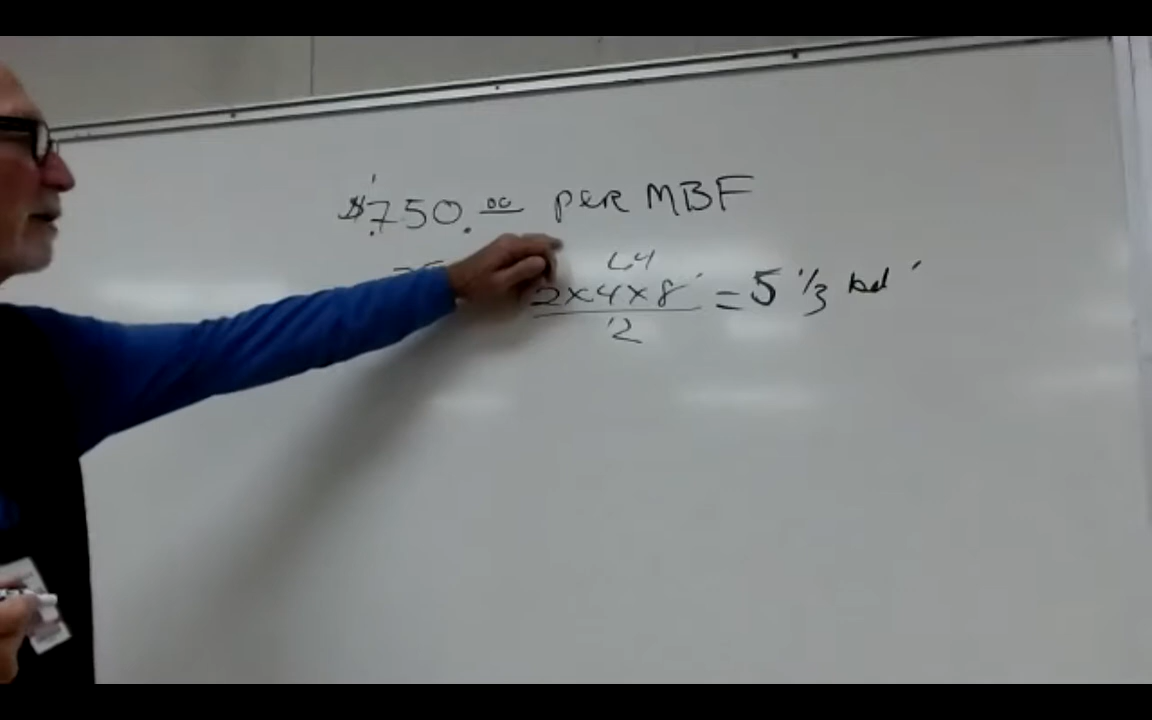 $750.00 per MBF
64
2x4x8' = 5 1/3 bd '
12